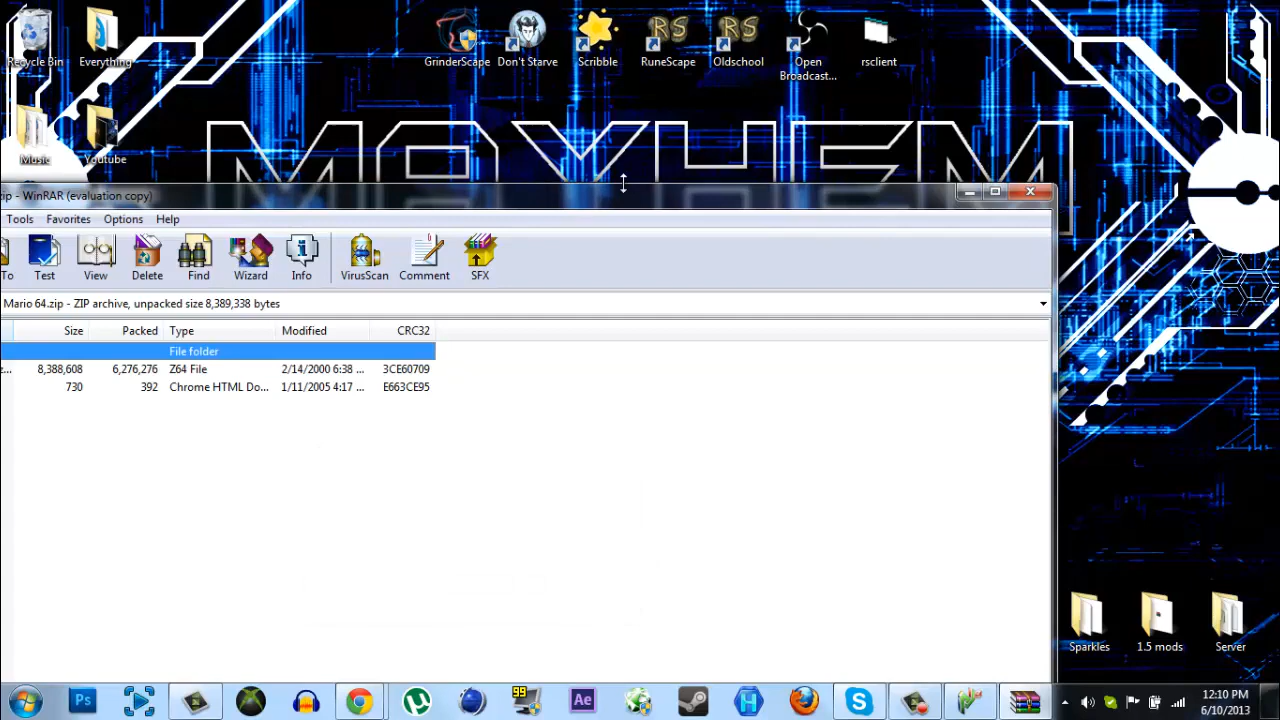 Recycle Bin
Everything
GrinderScape
Don't Starve
Scribble
RuneScape
Oldschool
Open Broadcast...
rsclient
Music
Youtube
MAYHEM
zip - WinRAR (evaluation copy)
Tools Favorites Options Help
To Test View Delete Find Wizard Info VirusScan Comment SFX
Mario 64.zip - ZIP archive, unpacked size 8,389,338 bytes
Size Packed Type Modified CRC32
File folder
z... 8,388,608 6,276,276 Z64 File 2/14/2000 6:38 ... 3CE60709
730 392 Chrome HTML Do... 1/11/2005 4:17 ... E663CE95
Sparkles 1.5 mods Server
Ps
99
Ae
H
S
12:10 PM
6/10/2013